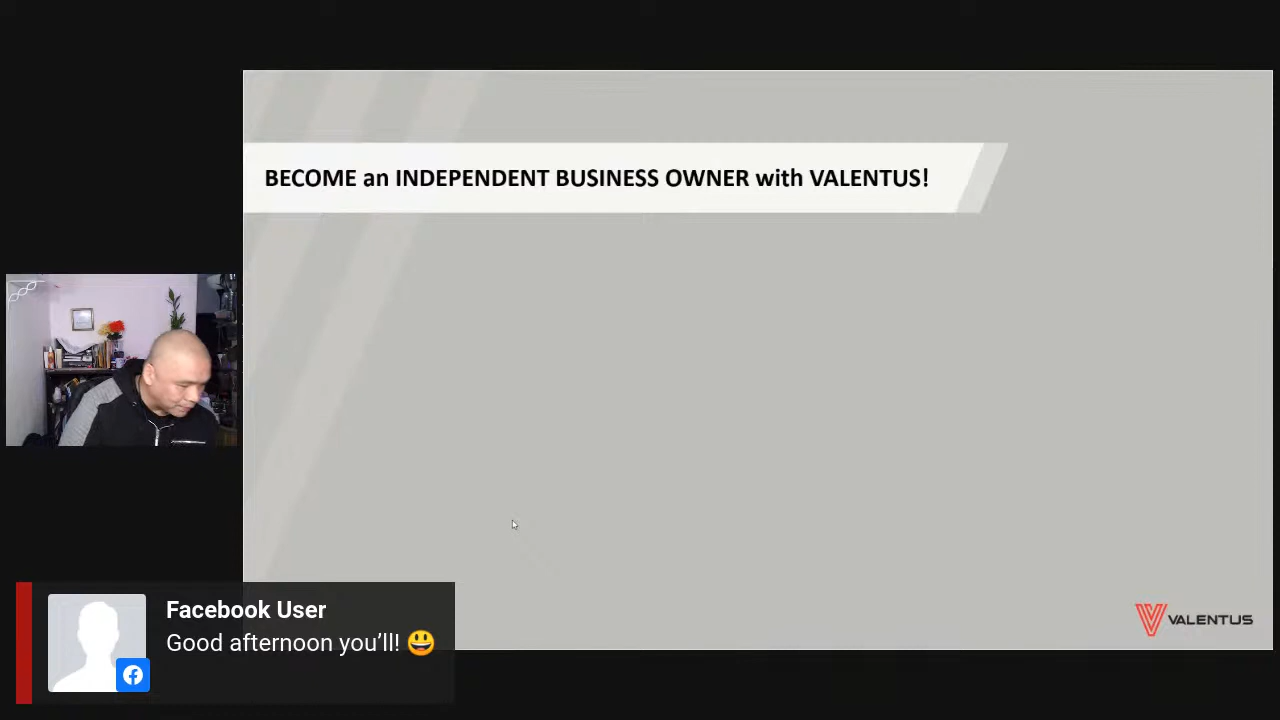 BECOME an INDEPENDENT BUSINESS OWNER with VALENTUS!
Facebook User
Good afternoon you’ll! 😃
VALENTUS